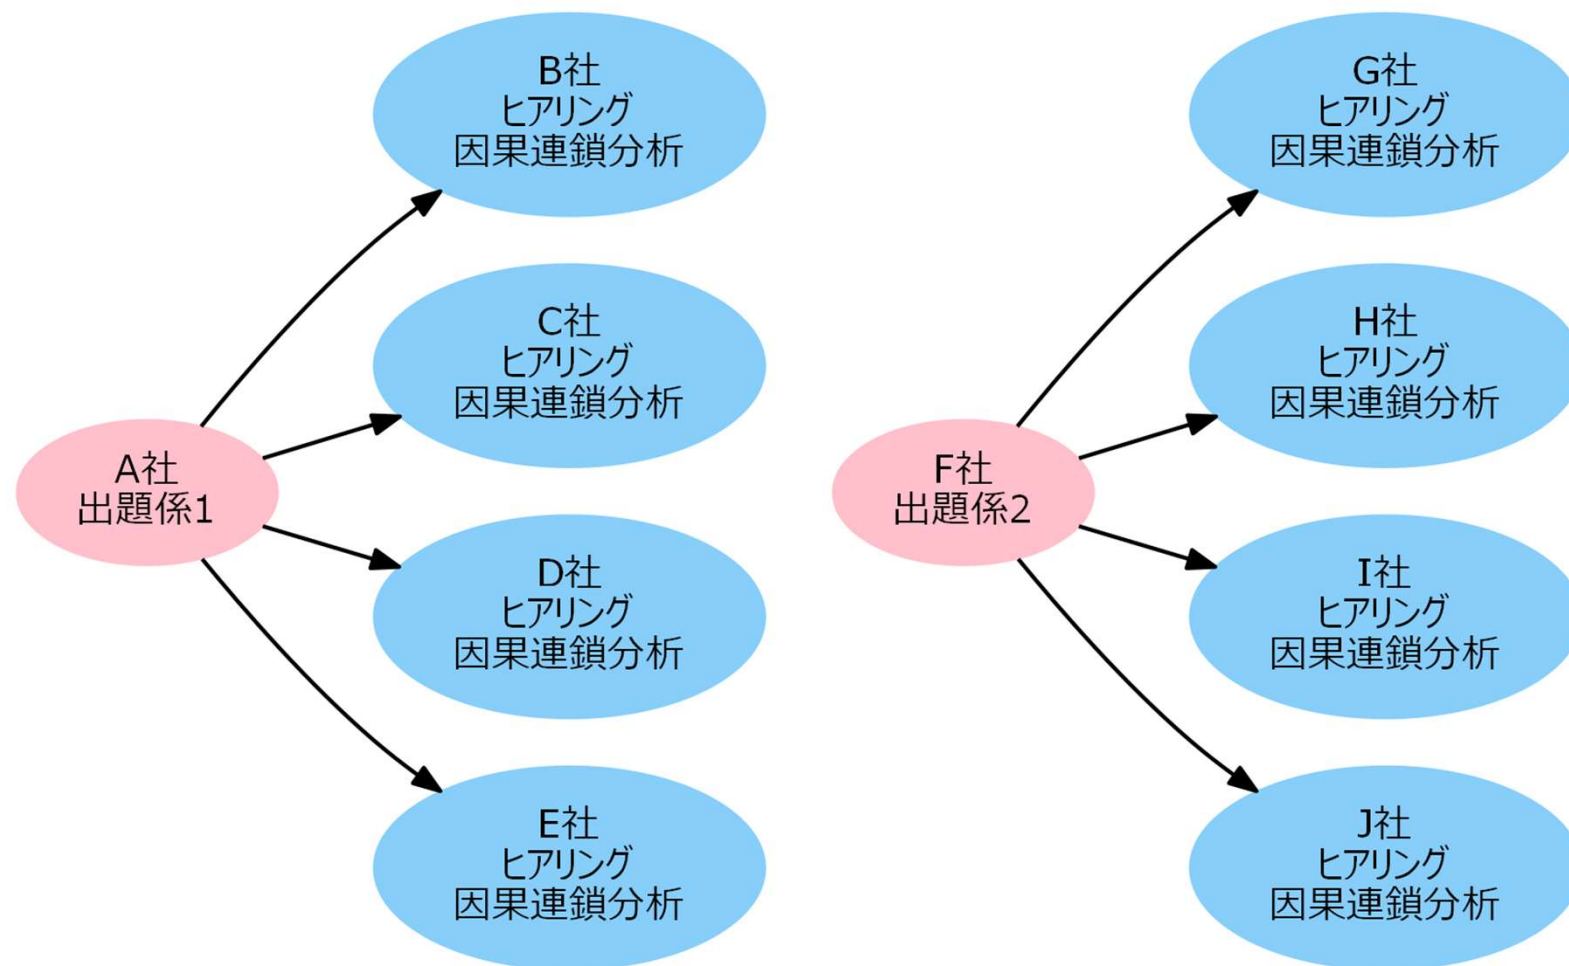 A社
出題係1
B社
ヒアリング
因果連鎖分析
C社
ヒアリング
因果連鎖分析
D社
ヒアリング
因果連鎖分析
E社
ヒアリング
因果連鎖分析
F社
出題係2
G社
ヒアリング
因果連鎖分析
H社
ヒアリング
因果連鎖分析
I社
ヒアリング
因果連鎖分析
J社
ヒアリング
因果連鎖分析